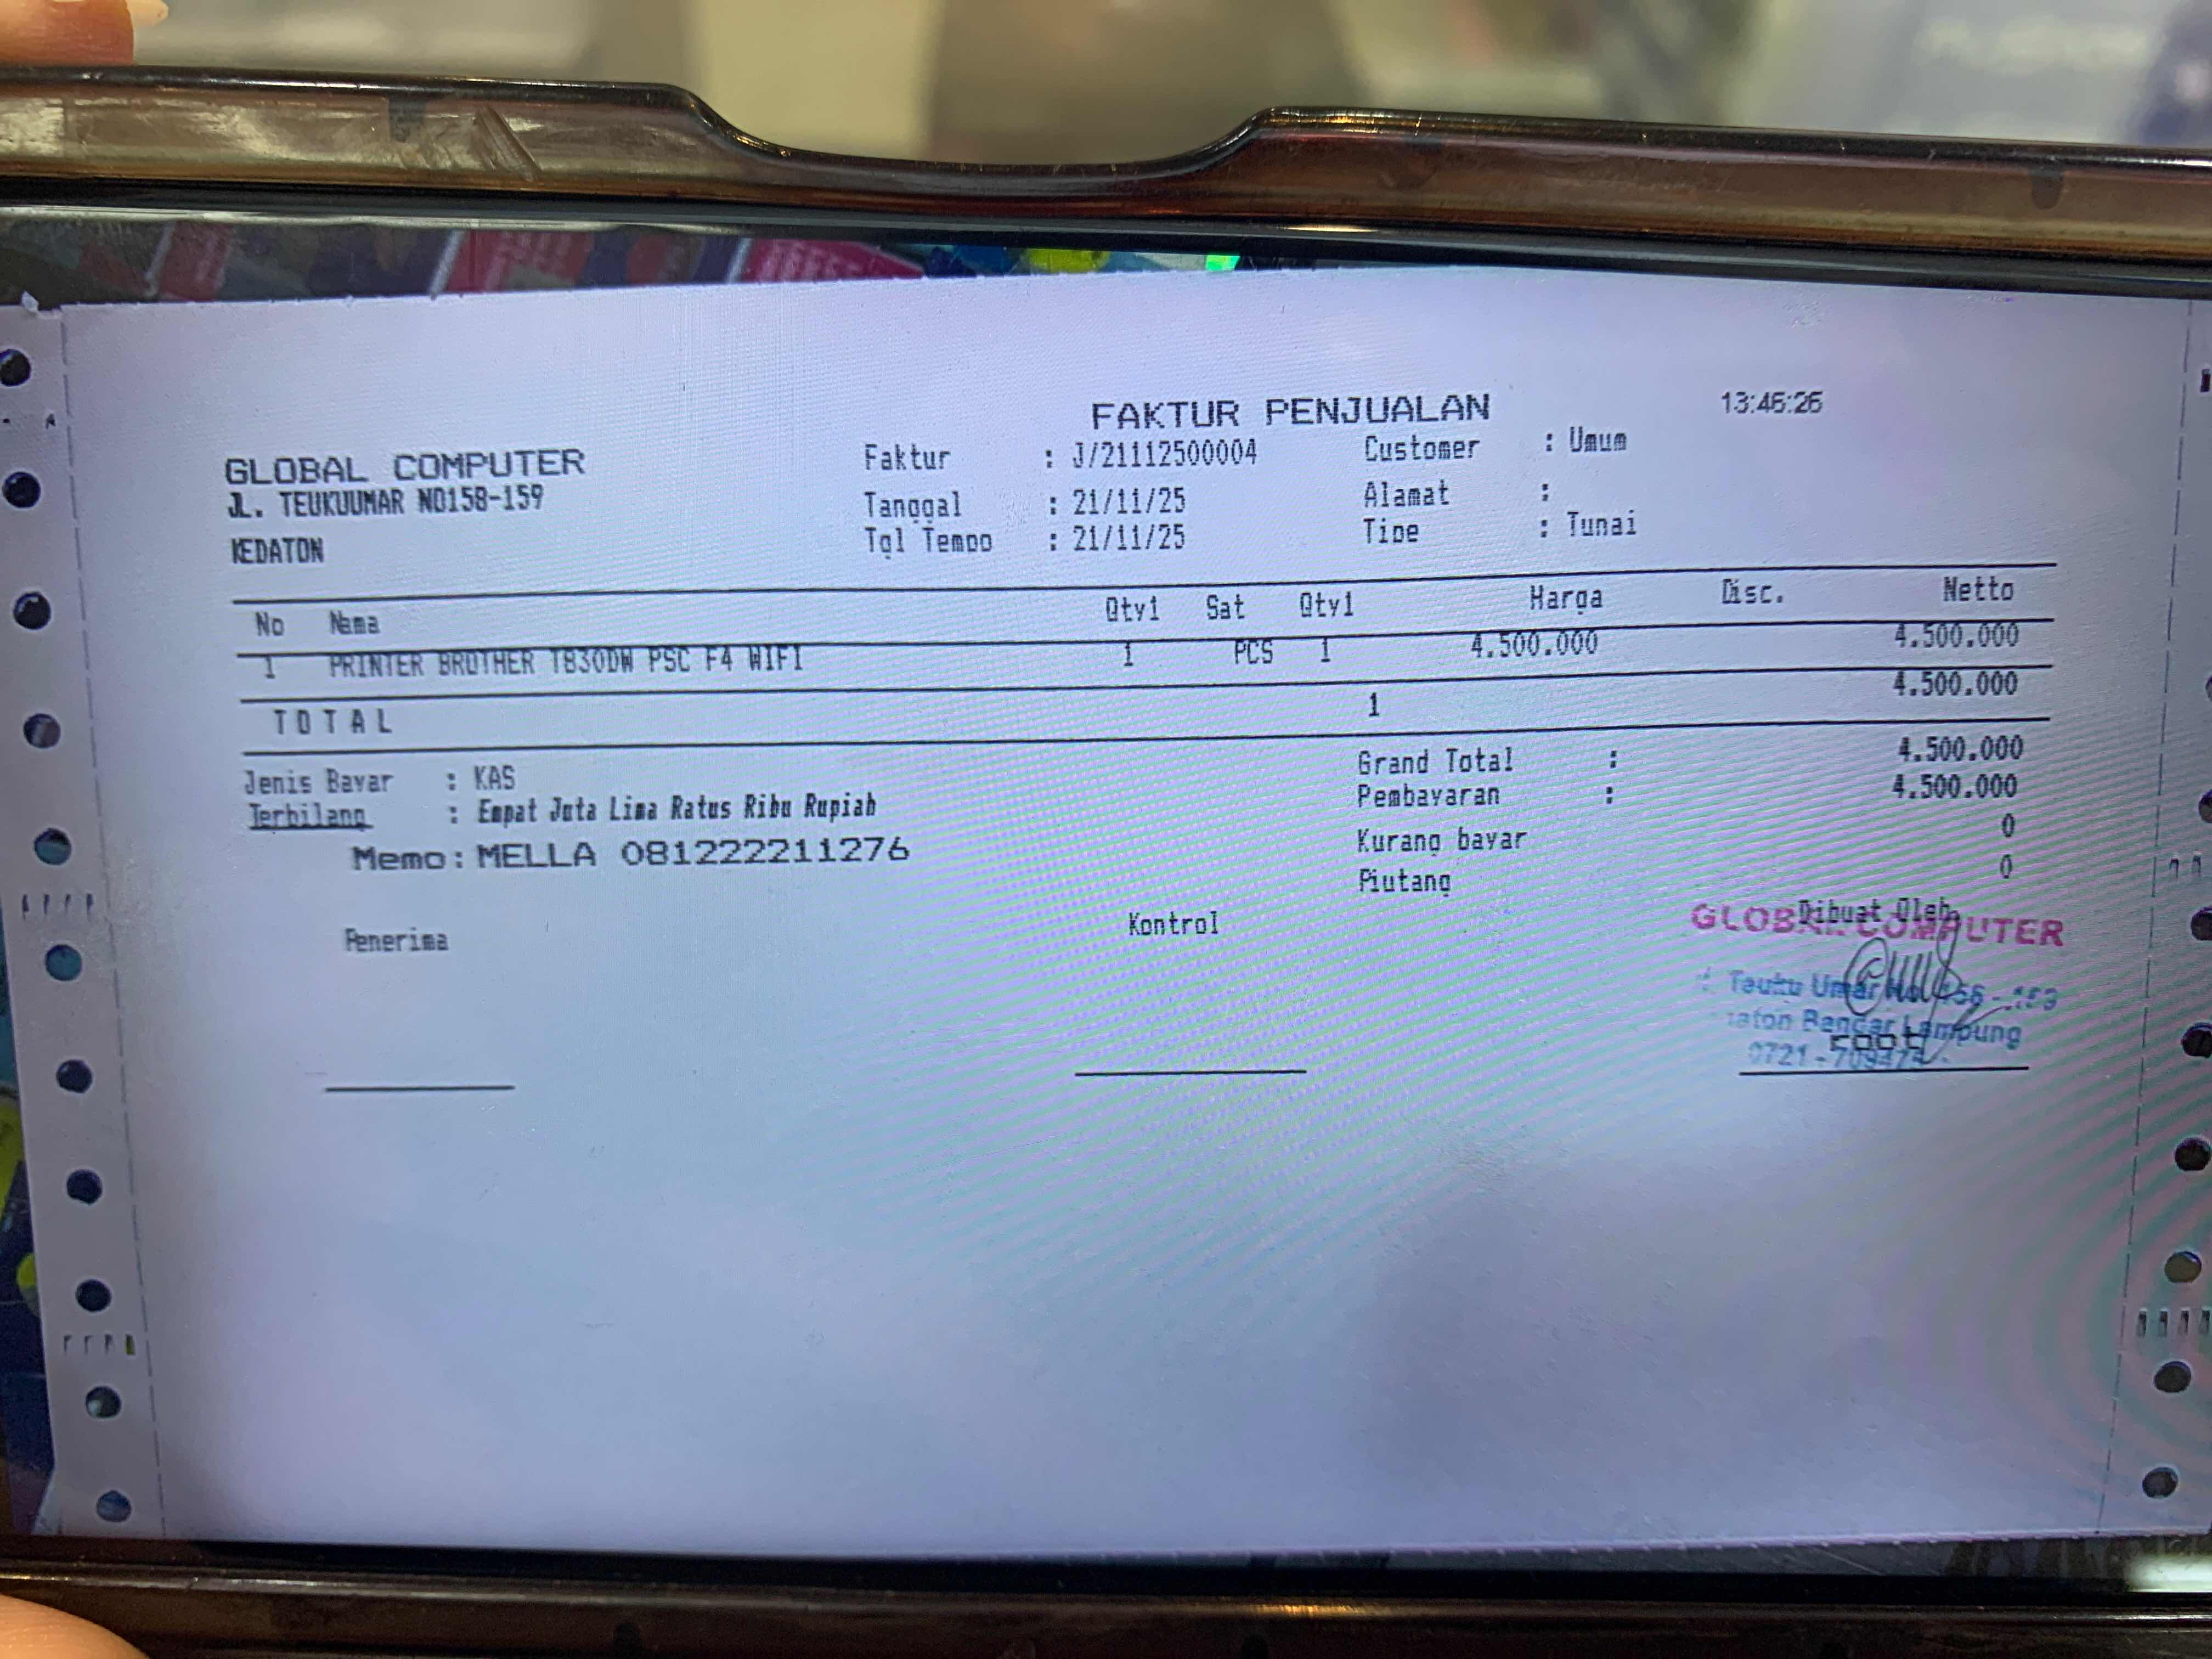 FAKTUR PENJUALAN 13:46:26
GLOBAL COMPUTER
JL. TEUKUUMAR NO158-159
KEDATON
Faktur : J/21112500004
Tanggal : 21/11/25
Tgl Tempo : 21/11/25
Customer : Umum
Alamat :
Tipe : Tunai
No Nama Qty1 Sat Qty1 Harga Disc. Netto
1 PRINTER BROTHER T830DW PSC F4 WIFI 1 PCS 1 4.500.000 4.500.000
TOTAL 1 4.500.000
Jenis Bayar : KAS
Terbilang : Empat Juta Lima Ratus Ribu Rupiah
Memo : MELLA 081222211276
Grand Total : 4.500.000
Pembayaran : 4.500.000
Kurang bayar 0
Piutang 0
Penerima Kontrol Dibuat Oleh
GLOBAL COMPUTER
Teuku Umar
Bandar Lampung
root
0721 -